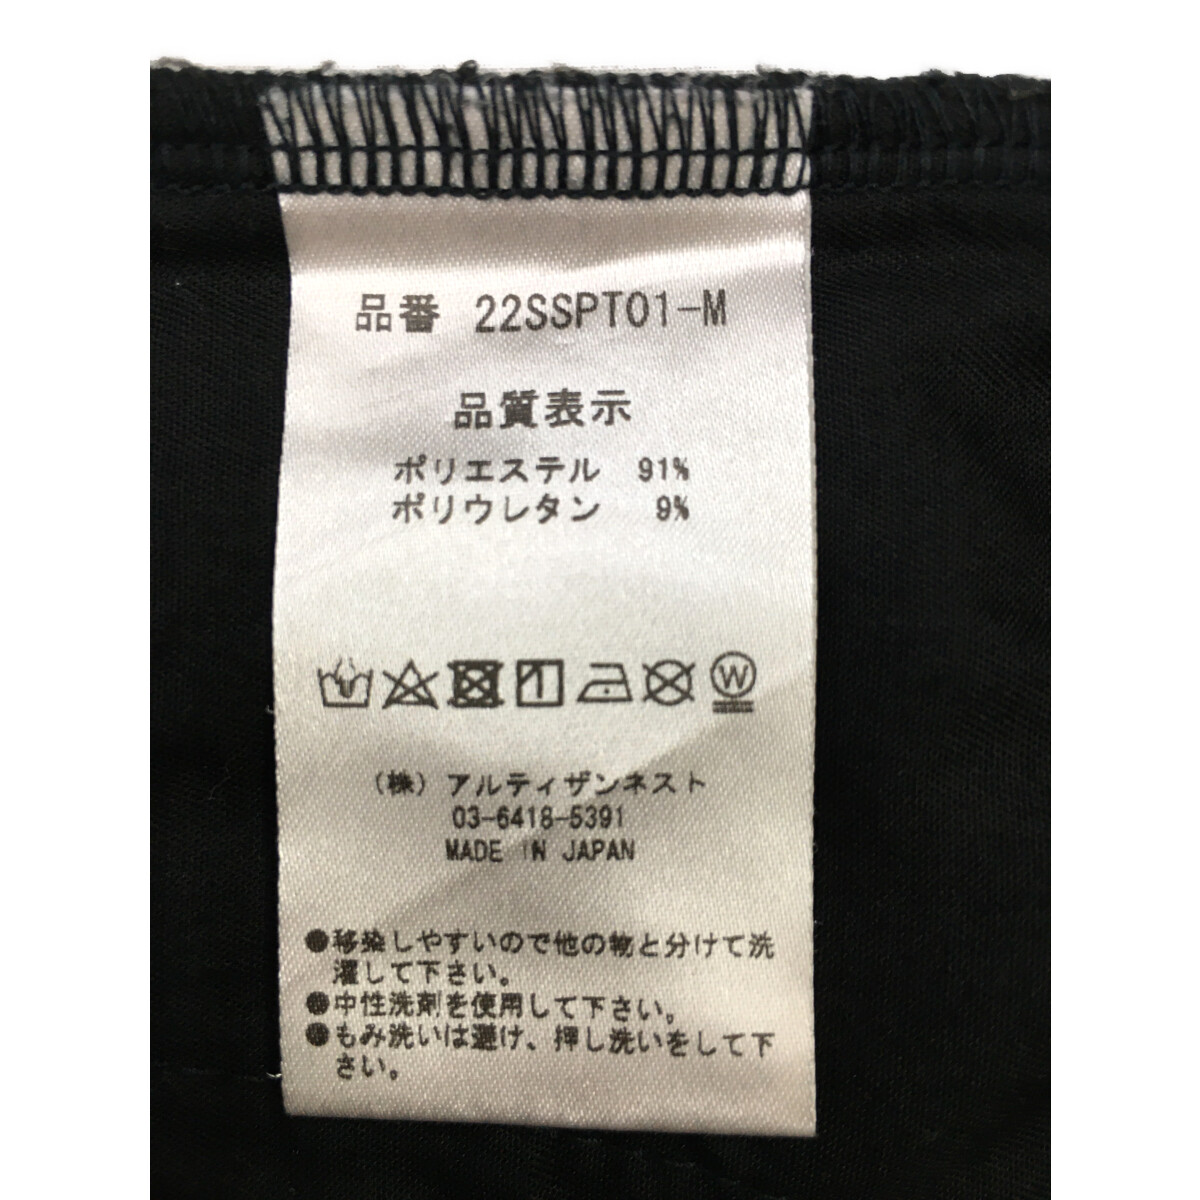 品番 22SSPT01-M
品質表示
ポリエステル 91%
ポリウレタン 9%
W
(株) アルティザンネスト
03-6418-5391
MADE IN JAPAN
●移染しやすいので他の物と分けて洗
濯して下さい。
●中性洗剤を使用して下さい。
●もみ洗いは避け、押し洗いをして下
さい。